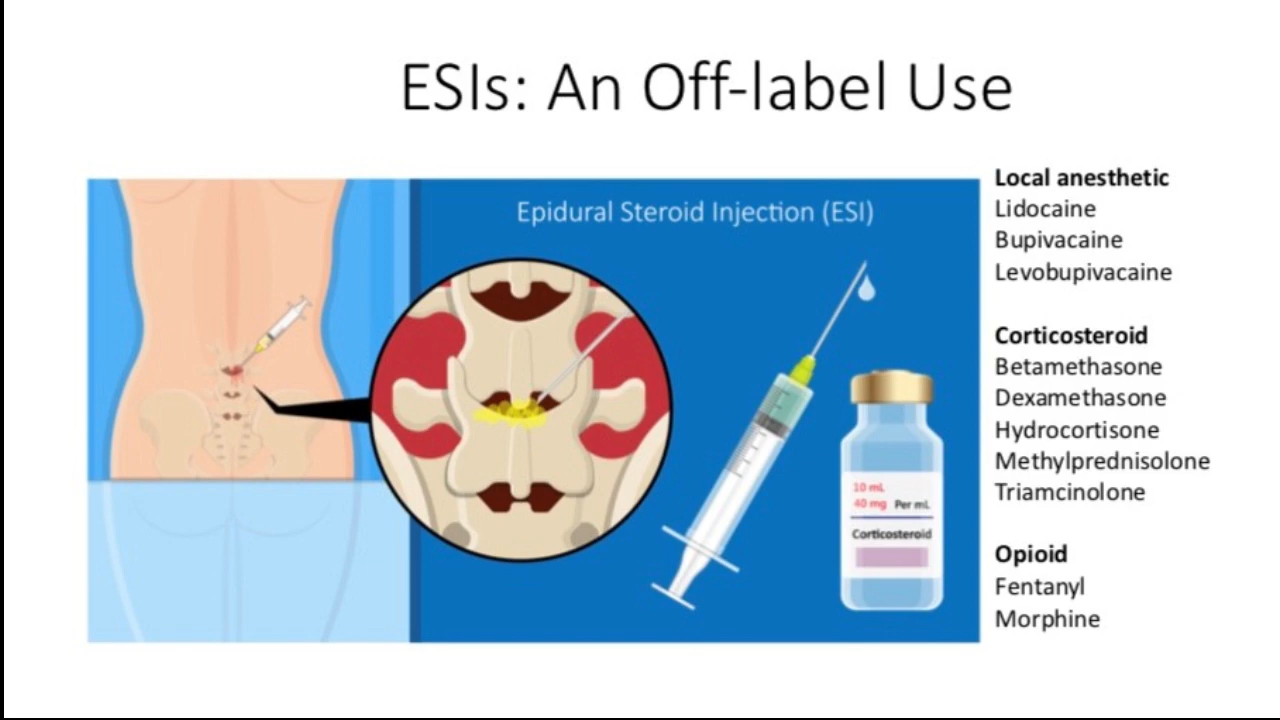 ESIs: An Off-label Use
Epidural Steroid Injection (ESI)
10 mL
40 mg Per mL
Corticosteroid
Local anesthetic
Lidocaine
Bupivacaine
Levobupivacaine
Corticosteroid
Betamethasone
Dexamethasone
Hydrocortisone
Methylprednisolone
Triamcinolone
Opioid
Fentanyl
Morphine